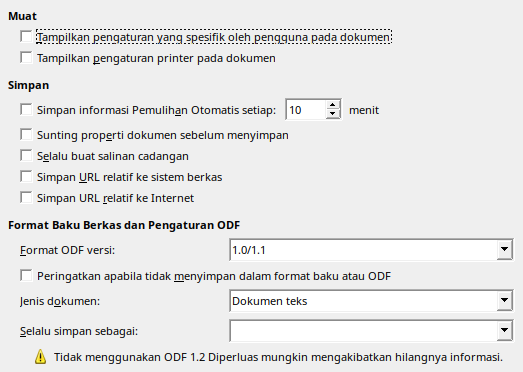 Muat
Tampilkan pengaturan yang spesifik oleh pengguna pada dokumen
Tampilkan pengaturan printer pada dokumen
Simpan
Simpan informasi Pemulihan Otomatis setiap: 10 menit
Sunting properti dokumen sebelum menyimpan
Selalu buat salinan cadangan
Simpan URL relatif ke sistem berkas
Simpan URL relatif ke Internet
Format Baku Berkas dan Pengaturan ODF
Format ODF versi: 1.0/1.1
Peringatkan apabila tidak menyimpan dalam format baku atau ODF
Jenis dokumen: Dokumen teks
Selalu simpan sebagai:
Tidak menggunakan ODF 1.2 Diperluas mungkin mengakibatkan hilangnya informasi.